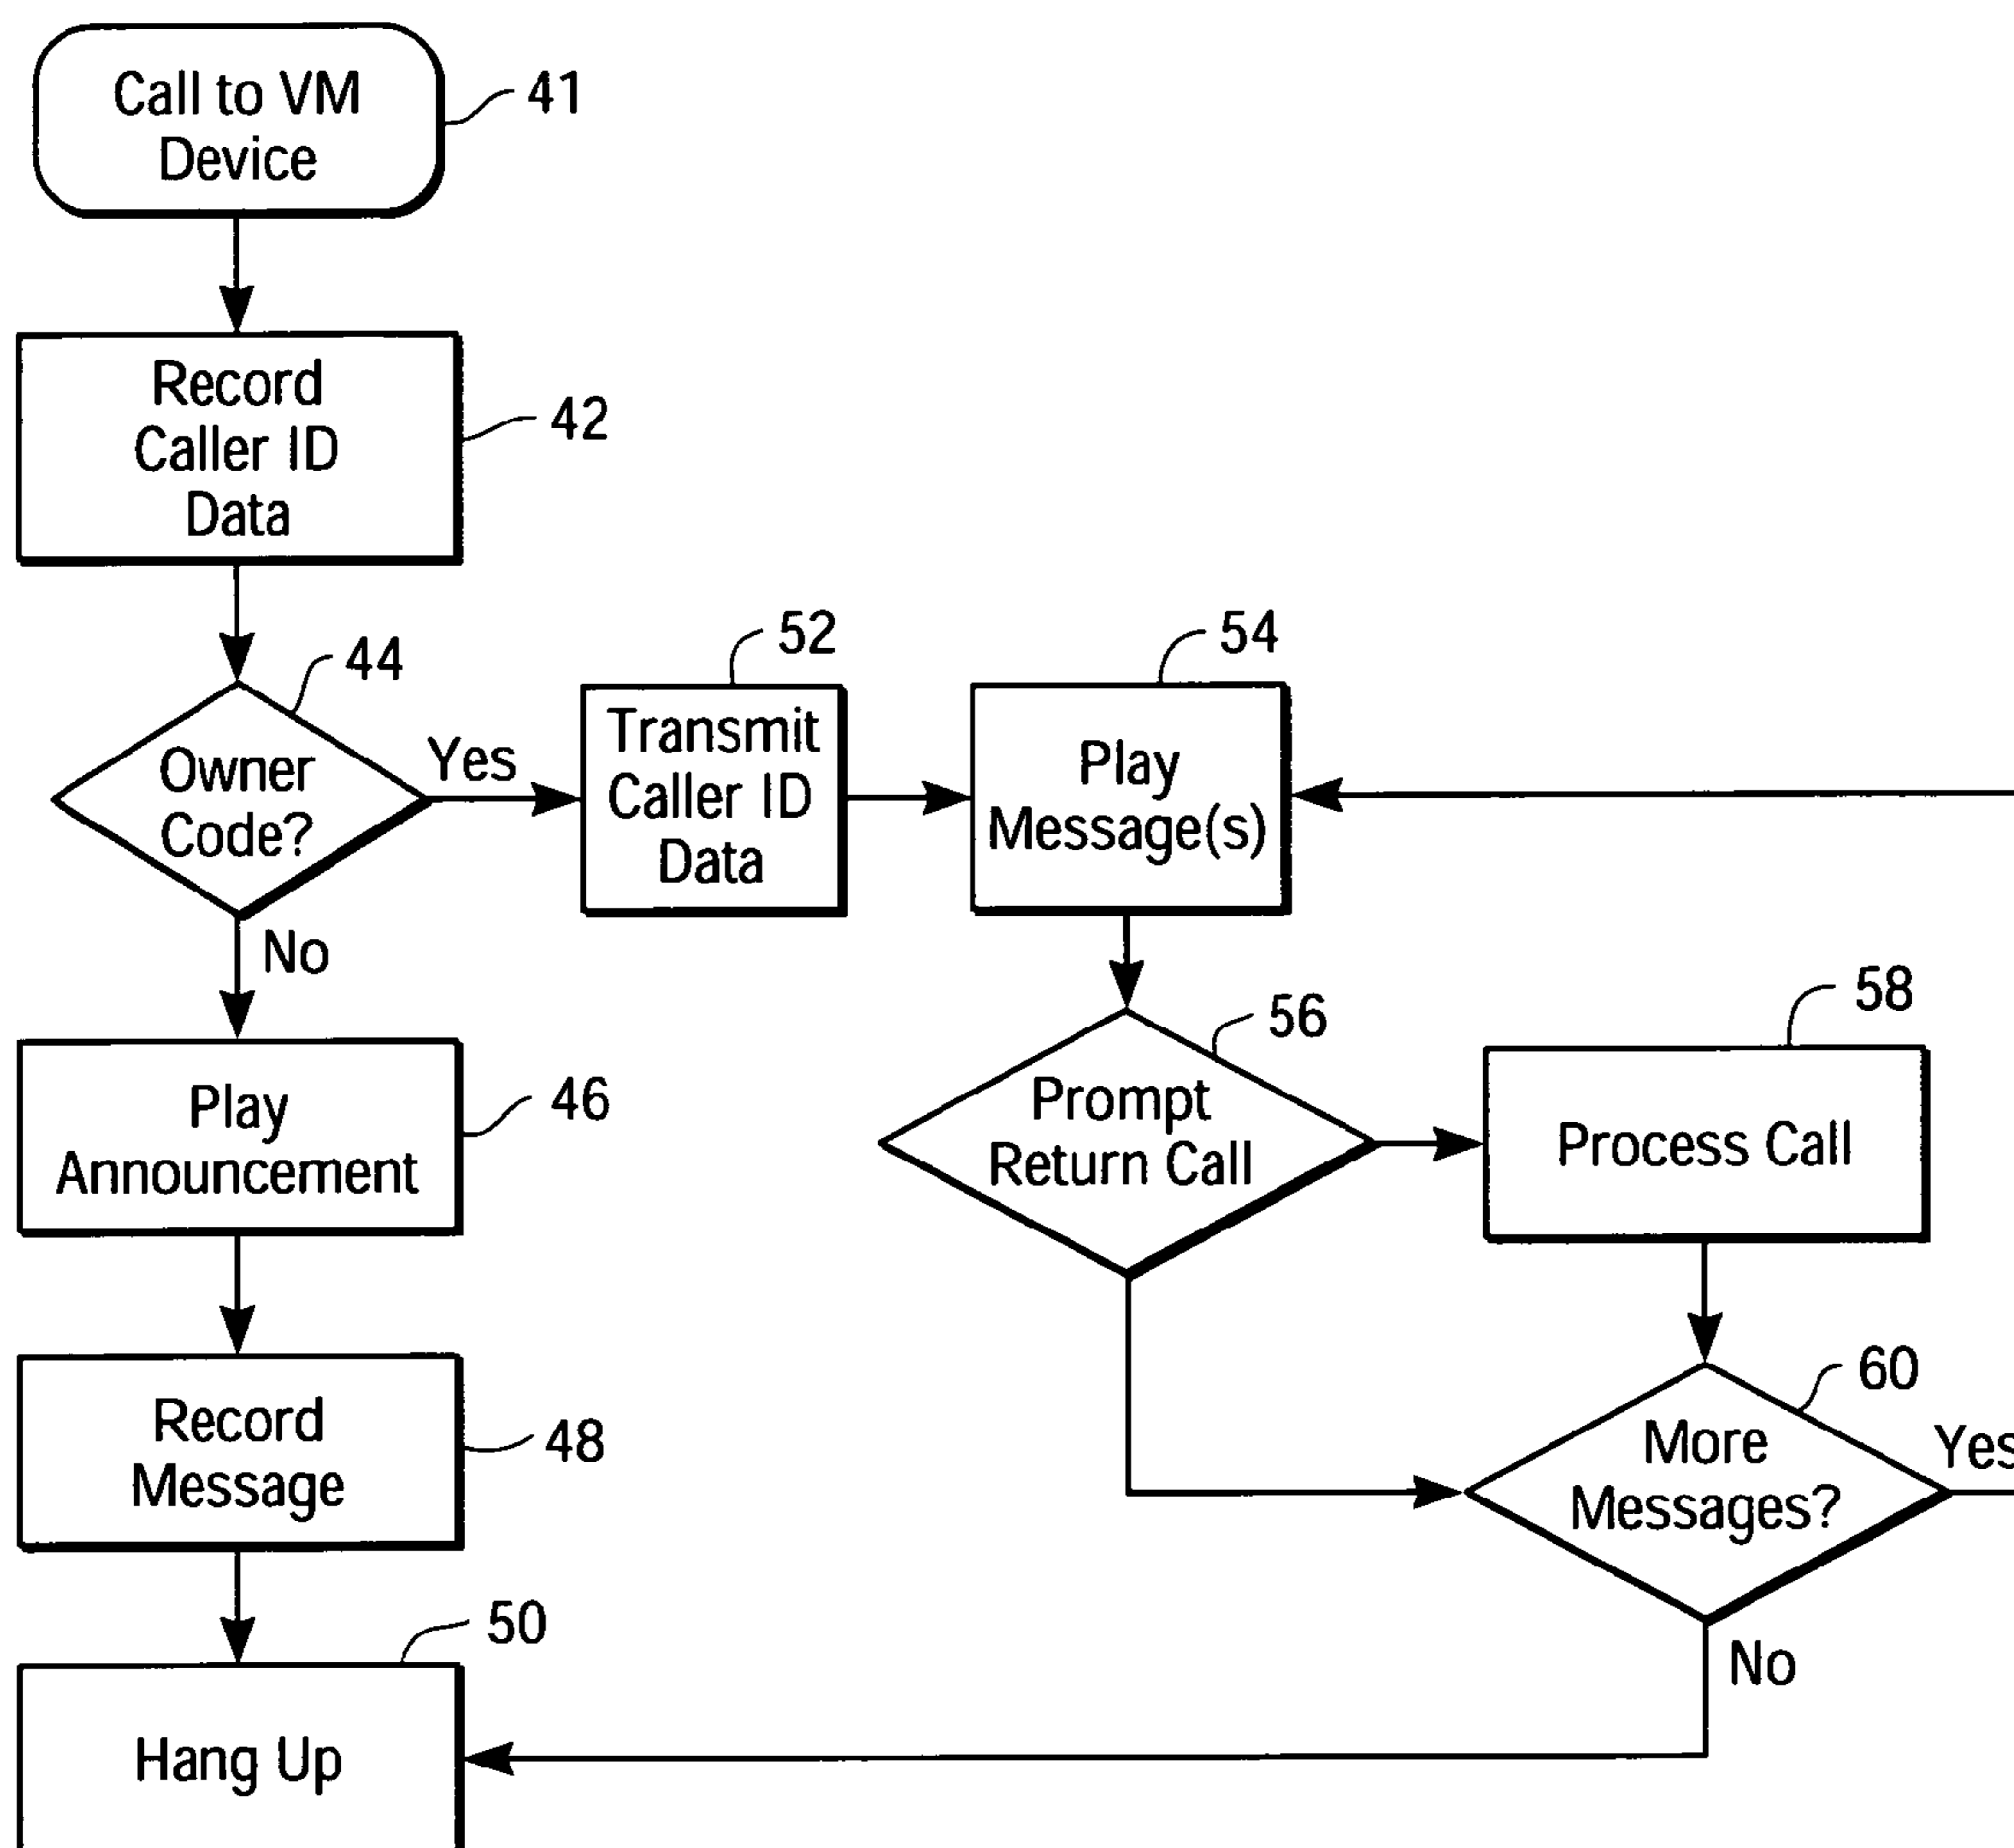 Call to VM
Device
41
Record
Caller ID
Data
42
Owner
Code?
44
Yes
No
Transmit
Caller ID
Data
52
Play
Message(s)
54
Play
Announcement
46
Prompt
Return Call
56
Process Call
58
Record
Message
48
More
Messages?
60
Yes
No
Hang Up
50